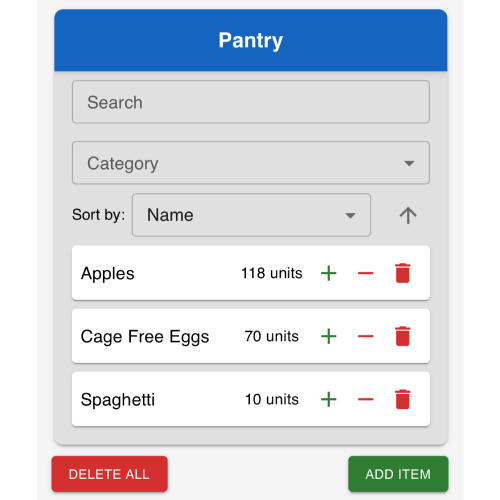 Pantry
Search
Category
Sort by: Name
Apples 118 units
Cage Free Eggs 70 units
Spaghetti 10 units
DELETE ALL ADD ITEM